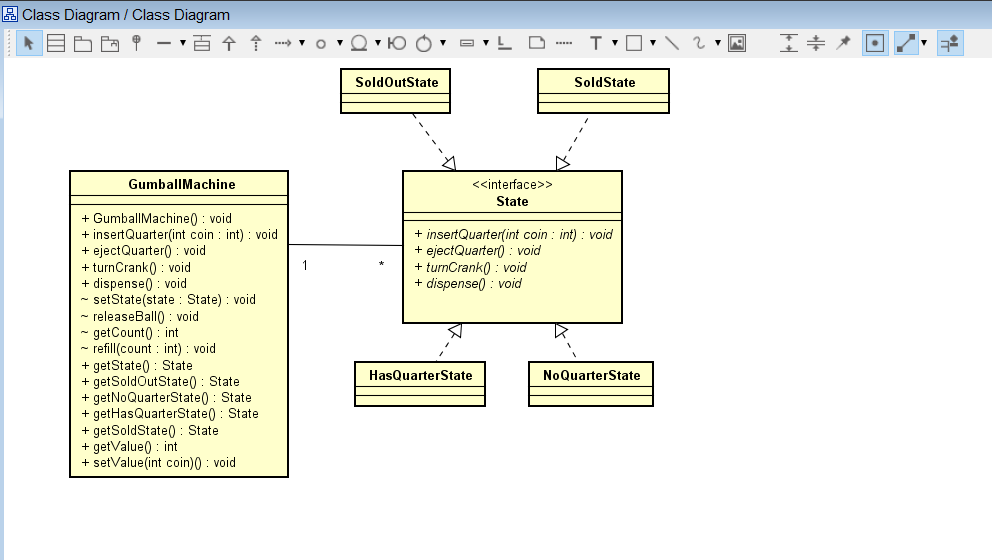 Class Diagram / Class Diagram
SoldOutState
SoldState
GumballMachine
+ GumballMachine() : void
+ insertQuarter(int coin : int) : void
+ ejectQuarter() : void
+ turnCrank() : void
+ dispense() : void
~ setState(state : State) : void
~ releaseBall() : void
~ getCount() : int
~ refill(count : int) : void
+ getState() : State
+ getSoldOutState() : State
+ getNoQuarterState() : State
+ getHasQuarterState() : State
+ getSoldState() : State
+ getValue() : int
+ setValue(int coin)() : void
1
*
<<interface>>
State
+ insertQuarter(int coin : int) : void
+ ejectQuarter() : void
+ turnCrank() : void
+ dispense() : void
HasQuarterState
NoQuarterState